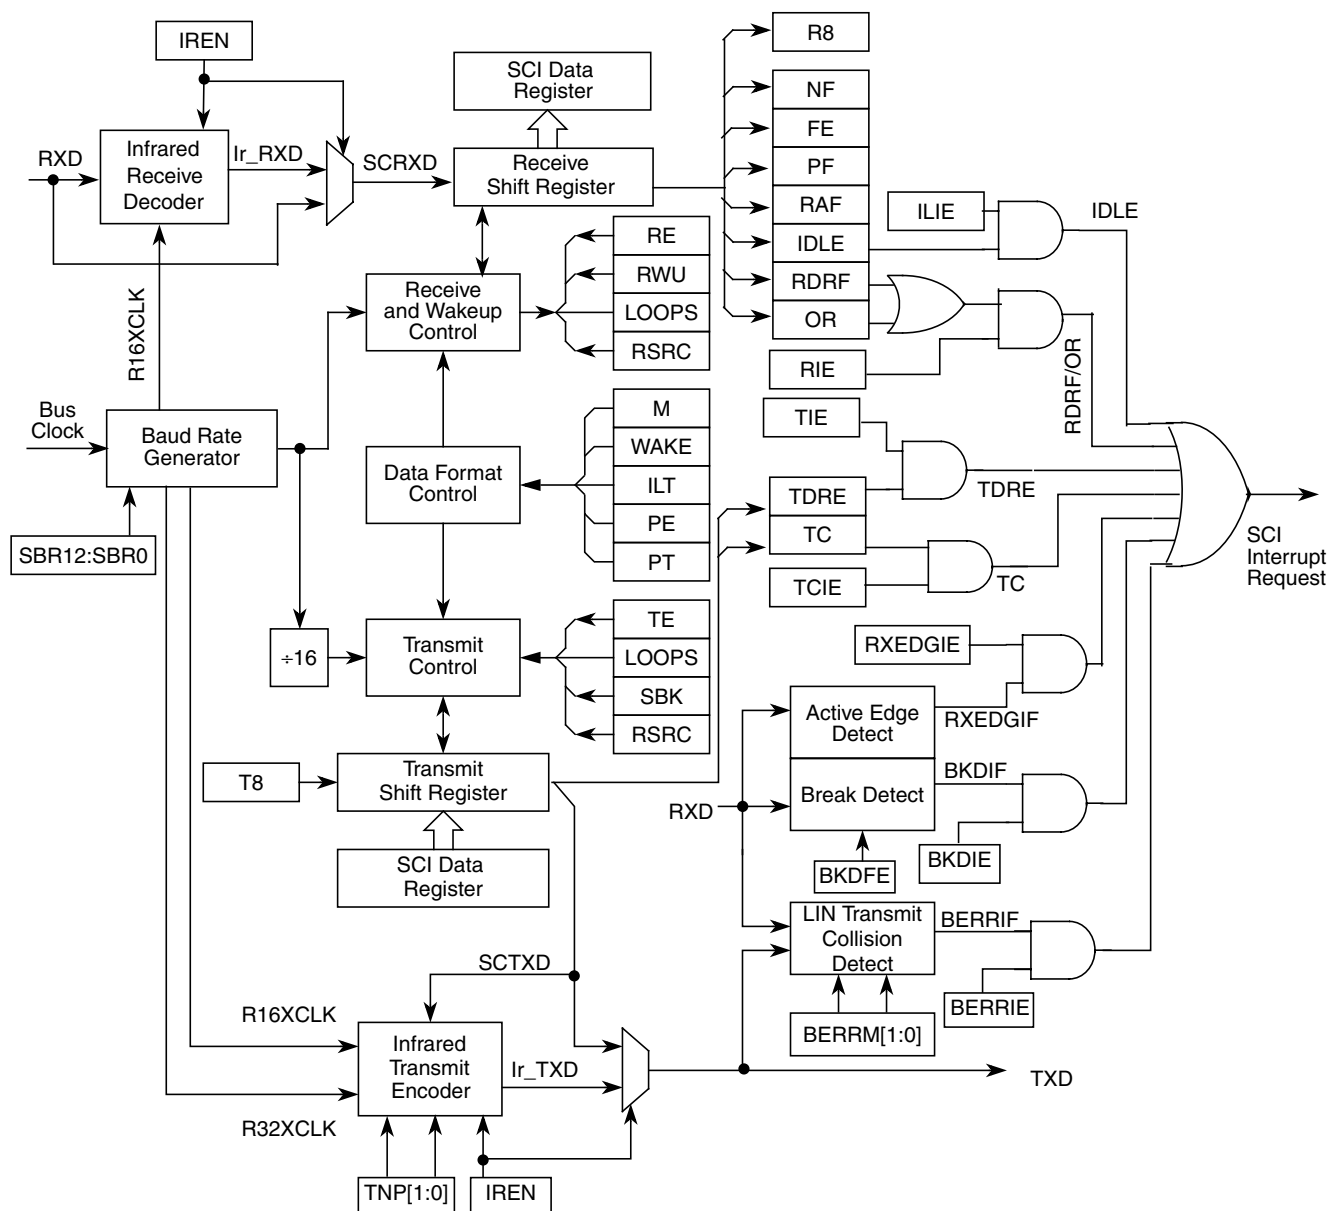 IREN
SCI Data
Register
R8
NF
FE
PF
RAF
IDLE
RDRF
OR
RXD
Infrared
Receive
Decoder
Ir_RXD
SCRXD
Receive
Shift Register
ILIE
IDLE
RE
RWU
LOOPS
RSRC
Receive
and Wakeup
Control
R16XCLK
RIE
RDRF/OR
Bus
Clock
Baud Rate
Generator
M
WAKE
ILT
PE
PT
Data Format
Control
TIE
TDRE
TC
TCIE
TDRE
TC
SCI
Interrupt
Request
SBR12:SBR0
÷16
Transmit
Control
TE
LOOPS
SBK
RSRC
RXEDGIE
Active Edge
Detect
RXEDGIF
T8
Transmit
Shift Register
RXD
Break Detect
BKDIF
BKDIE
BKDFE
SCI Data
Register
LIN Transmit
Collision
Detect
BERRIF
BERRIE
BERRM[1:0]
SCTXD
R16XCLK
Infrared
Transmit
Encoder
Ir_TXD
TXD
R32XCLK
TNP[1:0]
IREN